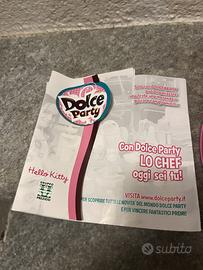 Dolce
Party
Con Dolce Party
LO CHEF
oggi sei tu!
Hello Kitty
VISITA www.dolceparty.it
PER SCOPRIRE TUTTE LE NOVITA' DEL MONDO DOLCE PARTY
E PER VINCERE FANTASTICI PREMI!
subito